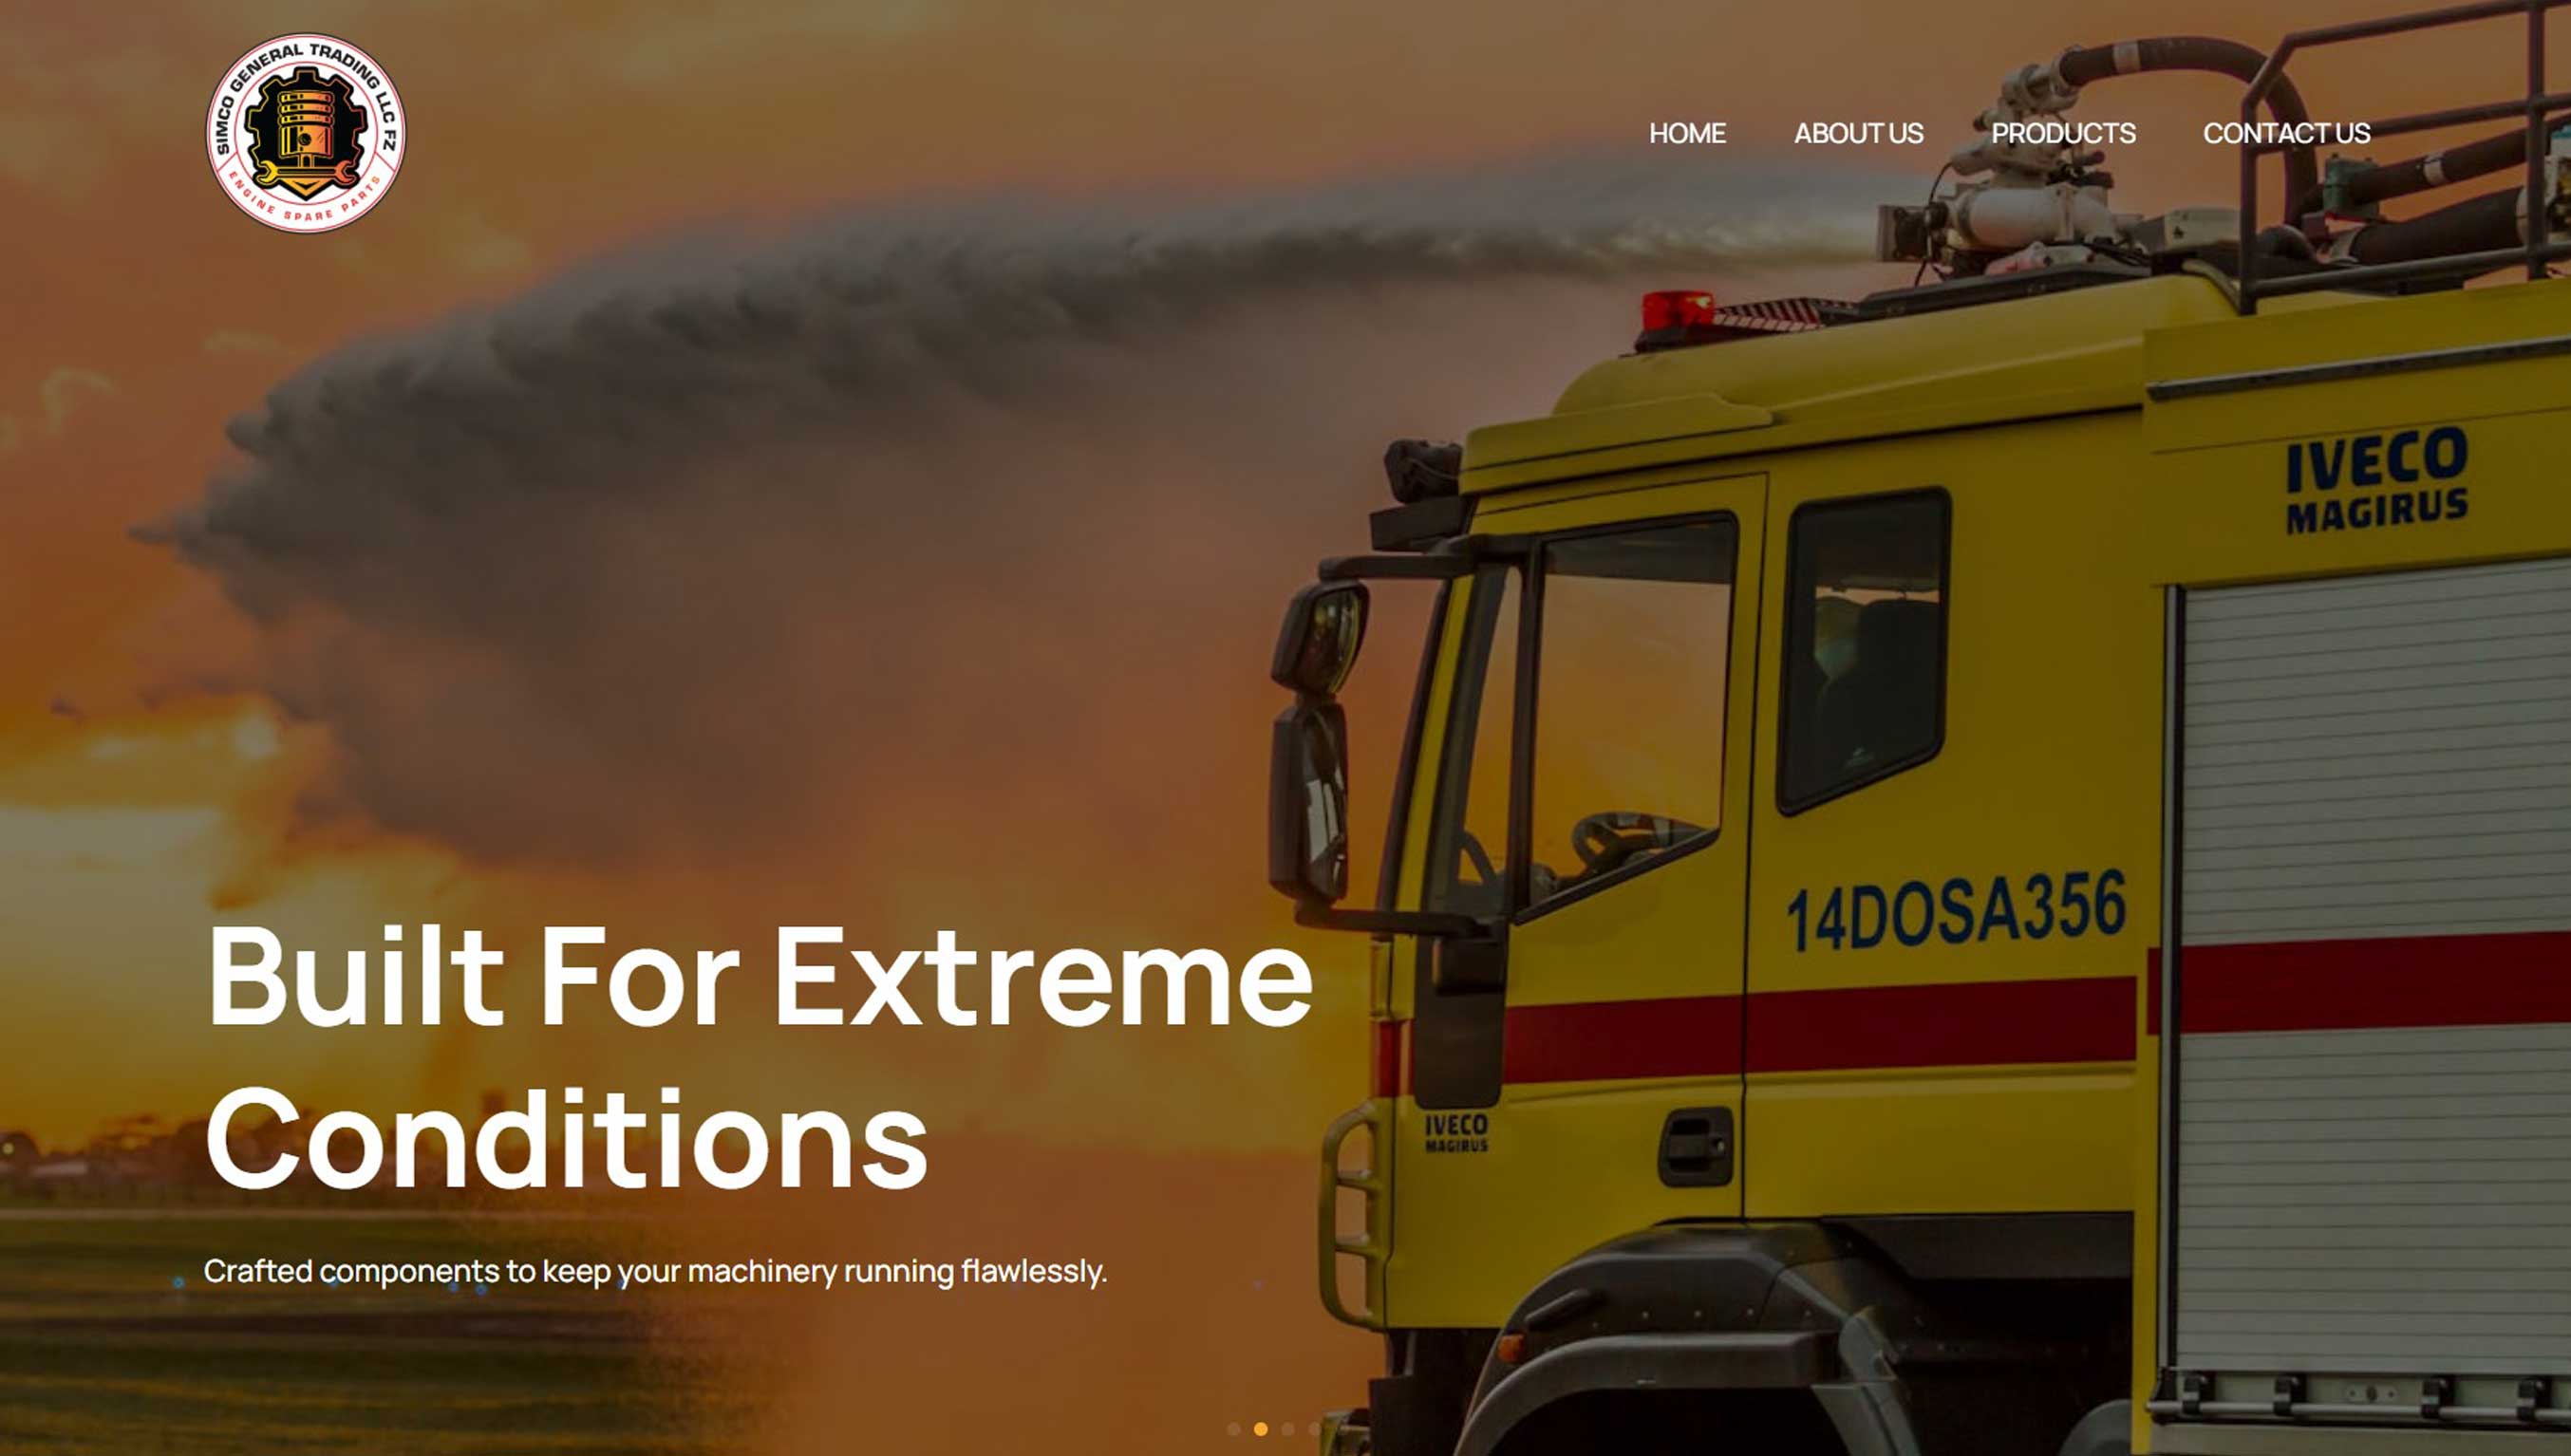 SIMCO GENERAL TRADING LLC FZ
ENGINE SPARE PARTS
HOME
ABOUT US
PRODUCTS
CONTACT US
IVECO
MAGIRUS
14DOSA356
Built For Extreme
Conditions
IVECO
MAGIRUS
Crafted components to keep your machinery running flawlessly.